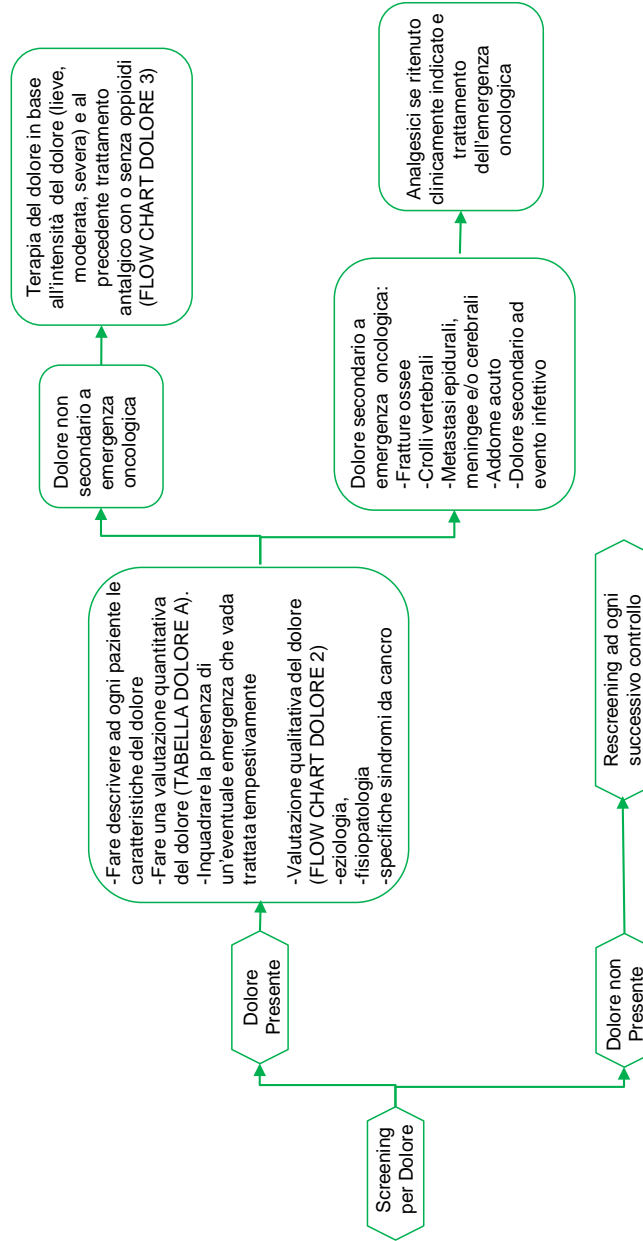 Screening
per Dolore
Dolore
Presente
-Fare descrivere ad ogni paziente le
caratteristiche del dolore
-Fare una valutazione quantitativa
del dolore (TABELLA DOLORE A).
-Inquadrare la presenza di
un'eventuale emergenza che vada
trattata tempestivamente
-Valutazione qualitativa del dolore
(FLOW CHART DOLORE 2)
-eziologia,
-fisiopatologia
-specifiche sindromi da cancro
Dolore non
secondario a
emergenza
oncologica
Terapia del dolore in base
all'intensità del dolore (lieve,
moderata, severa) e al
precedente trattamento
antalgico con o senza oppioidi
(FLOW CHART DOLORE 3)
Dolore secondario a
emergenza oncologica:
-Fratture ossee
-Crolli vertebrali
-Metastasi epidurali,
meningee e/o cerebrali
-Addome acuto
-Dolore secondario ad
evento infettivo
Analgesici se ritenuto
clinicamente indicato e
trattamento
dell'emergenza
oncologica
Dolore non
Presente
Rescreening ad ogni
successivo controllo